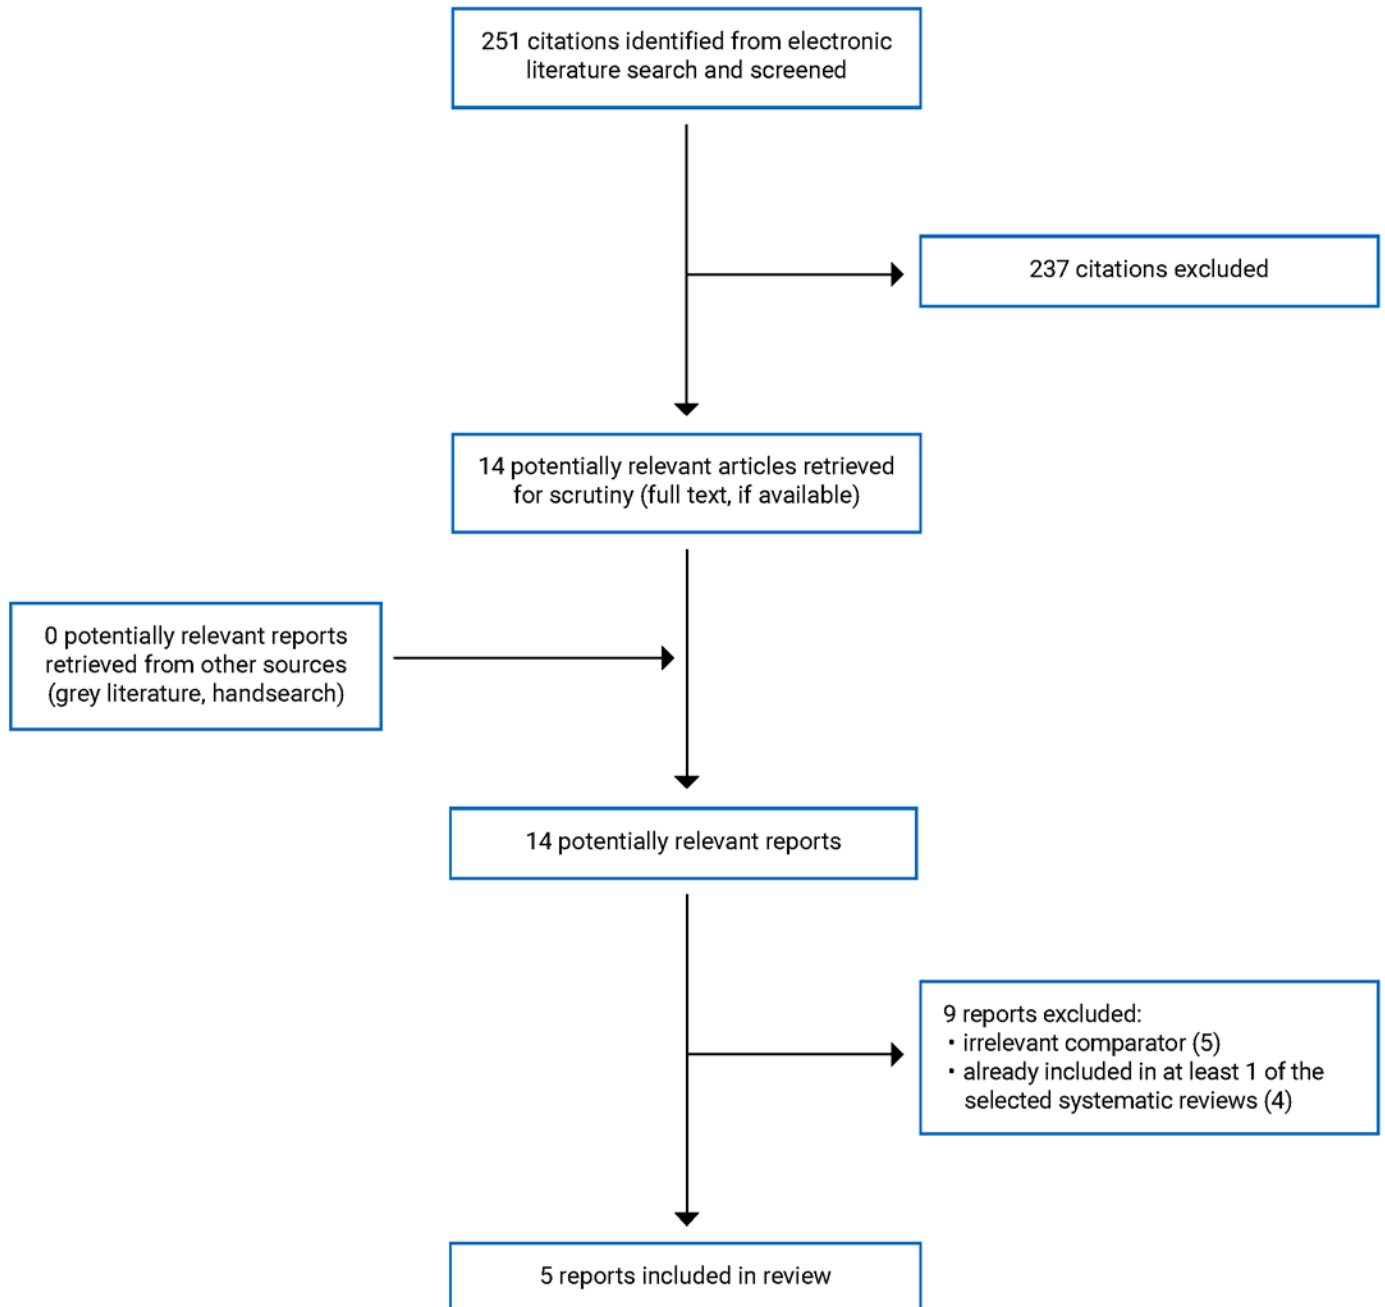 251 citations identified from electronic
literature search and screened
237 citations excluded
14 potentially relevant articles retrieved
for scrutiny (full text, if available)
0 potentially relevant reports
retrieved from other sources
(grey literature, handsearch)
14 potentially relevant reports
9 reports excluded:
• irrelevant comparator (5)
• already included in at least 1 of the
selected systematic reviews (4)
5 reports included in review